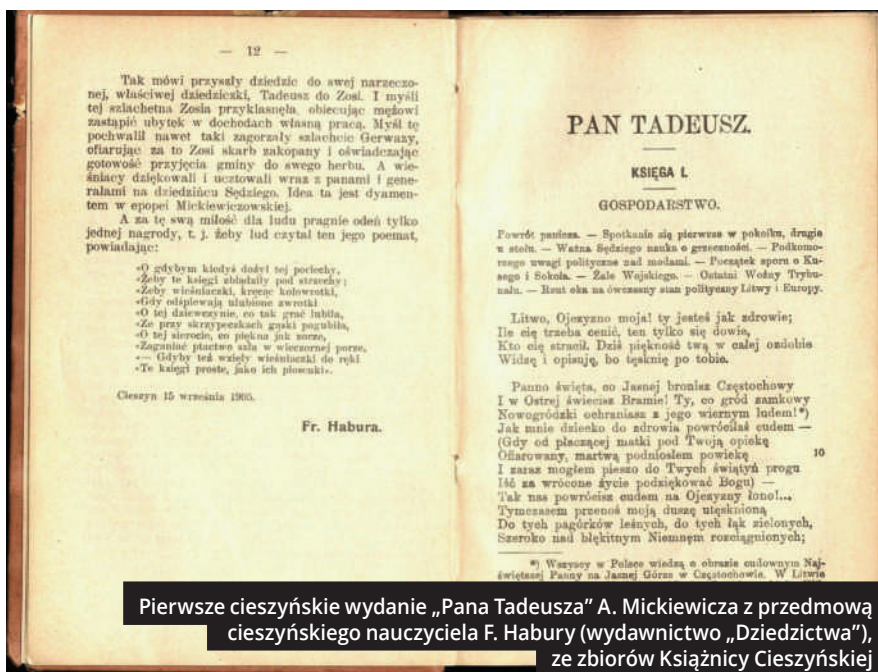 — 12 —
Tak mówi przyszły dziedzic do swej narzeczo-
nej, właściwej dziedziczki, Tadeusz do Zosi. I myśli
tej szlachetna Zosia przyklasnęła, obiecując mężowi
zastąpić ubytek w dochodach własną pracą. Myśl tę
pochwalił nawet taki zagorzały szlachcic Gerwazy,
ofiarując za to Zosi skarb zakopany i oświadczając
gotowość przyjęcia gminy do swego herbu. A wie-
śniacy dziękowali i ucztowali wraz z panami i gene-
rałami na dziedzińcu Sędziego. Idea ta jest dyamen-
tem w epopei Mickiewiczowskiej.
A za tę swą miłość dla ludu pragnie odeń tylko
jednej nagrody, t. j. żeby lud czytał ten jego poemat,
powiadając:
«O gdybym kiedyś dożył tej pociechy,
«Żeby te księgi zbłądziły pod strzechy;
«Żeby wieśniaczki, kręcąc kołowrotki,
«Gdy odśpiewają ulubione zwrotki
«O tej dziewczynie, co tak grać lubiła,
«Że przy skrzypeczkach gąski pogubiła,
«O tej sierocie, co piękna jak zorze,
«Zaganiać ptactwo szła w wieczornej porze,
«— Gdyby też wzięły wieśniaczki do ręki
«Te księgi proste, jako ich piosnki».
Cieszyn 15 września 1905.
Fr. Habura.
PAN TADEUSZ.
KSIĘGA I.
GOSPODARSTWO.
Powrót panicza. — Spotkanie się pierwsze w pokoiku, drugie
u stołu. — Ważna Sędziego nauka o grzeczności. — Podkomo-
rzego uwagi polityczne nad modami. — Początek sporu o Ku-
sego i Sokoła. — Żale Wojskiego. — Ostatni Woźny Trybu-
nału. — Rzut oka na ówczesny stan polityczny Litwy i Europy.
Litwo, Ojczyzno moja! ty jesteś jak zdrowie;
Ile cię trzeba cenić, ten tylko się dowie,
Kto cię stracił. Dziś piękność twą w całej ozdobie
Widzę i opisuję, bo tęsknię po tobie.
Panno święta, co Jasnej bronisz Częstochowy
I w Ostrej świecisz Bramie! Ty, co gród zamkowy
Nowogródzki ochraniasz z jego wiernym ludem!*)
Jak mnie dziecko do zdrowia powróciłaś cudem —
(Gdy od płaczącej matki pod Twoją opiekę
Ofiarowany, martwą podniosłem powiekę 10
I zaraz mogłem pieszo do Twych świątyń progu
Iść za wrócone życie podziękować Bogu) —
Tak nas powrócisz cudem na Ojczyzny łono!...
Tymczasem przenoś moją duszę utęsknioną
Do tych pagórków leśnych, do tych łąk zielonych,
Szeroko nad błękitnym Niemnem rozciągnionych;
*) Wszyscy w Polsce wiedzą o obrazie cudownym Naj-
świętszej Panny na Jasnej Górze w Częstochowie. W Litwie
Pierwsze cieszyńskie wydanie „Pana Tadeusza” A. Mickiewicza z przedmową
cieszyńskiego nauczyciela F. Habury (wydawnictwo „Dziedzictwa”),
ze zbiorów Książnicy Cieszyńskiej